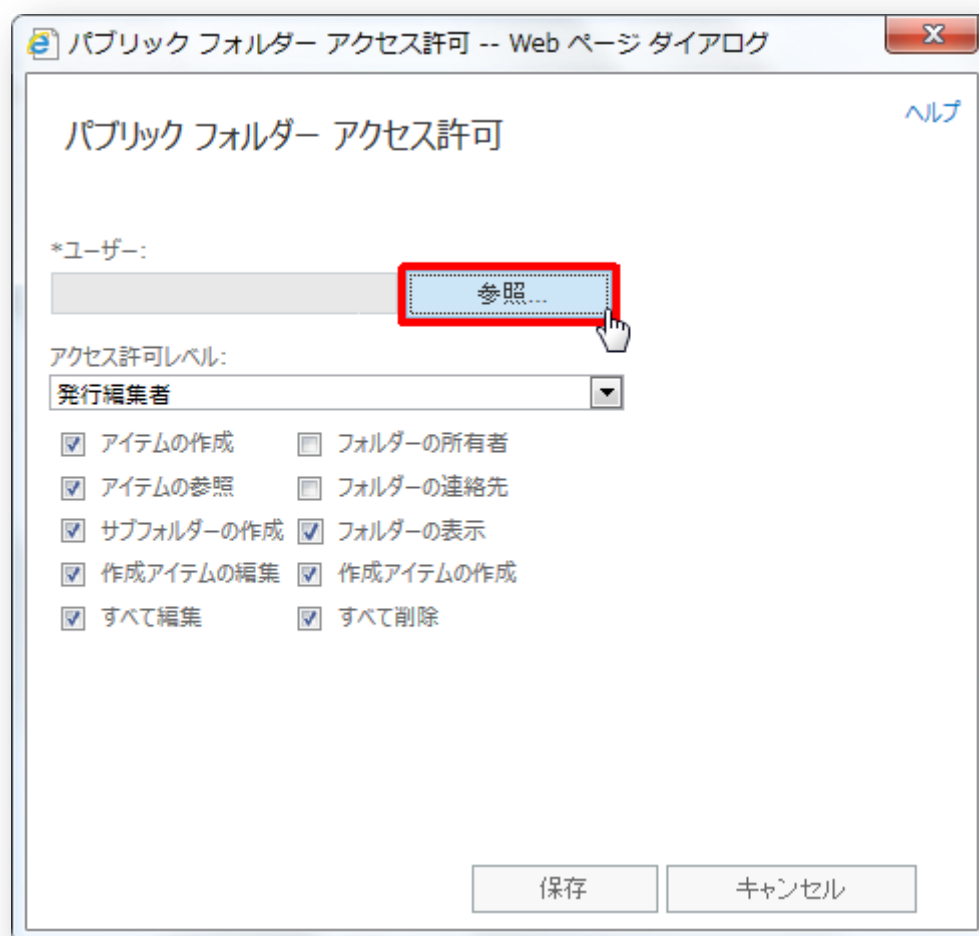 パブリック フォルダー アクセス許可 -- Web ページ ダイアログ
ヘルプ
パブリック フォルダー アクセス許可
*ユーザー:
参照...
アクセス許可レベル:
発行編集者
アイテムの作成 フォルダーの所有者
アイテムの参照 フォルダーの連絡先
サブフォルダーの作成 フォルダーの表示
作成アイテムの編集 作成アイテムの作成
すべて編集 すべて削除
保存 キャンセル